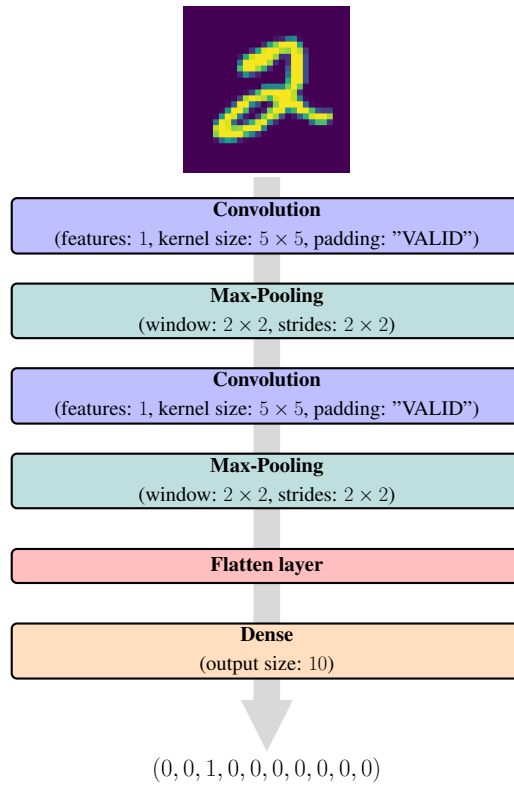 Convolution
(features: 1, kernel size: 5 × 5, padding: ”VALID”)
Max-Pooling
(window: 2 × 2, strides: 2 × 2)
Convolution
(features: 1, kernel size: 5 × 5, padding: ”VALID”)
Max-Pooling
(window: 2 × 2, strides: 2 × 2)
Flatten layer
Dense
(output size: 10)
(0, 0, 1, 0, 0, 0, 0, 0, 0, 0)